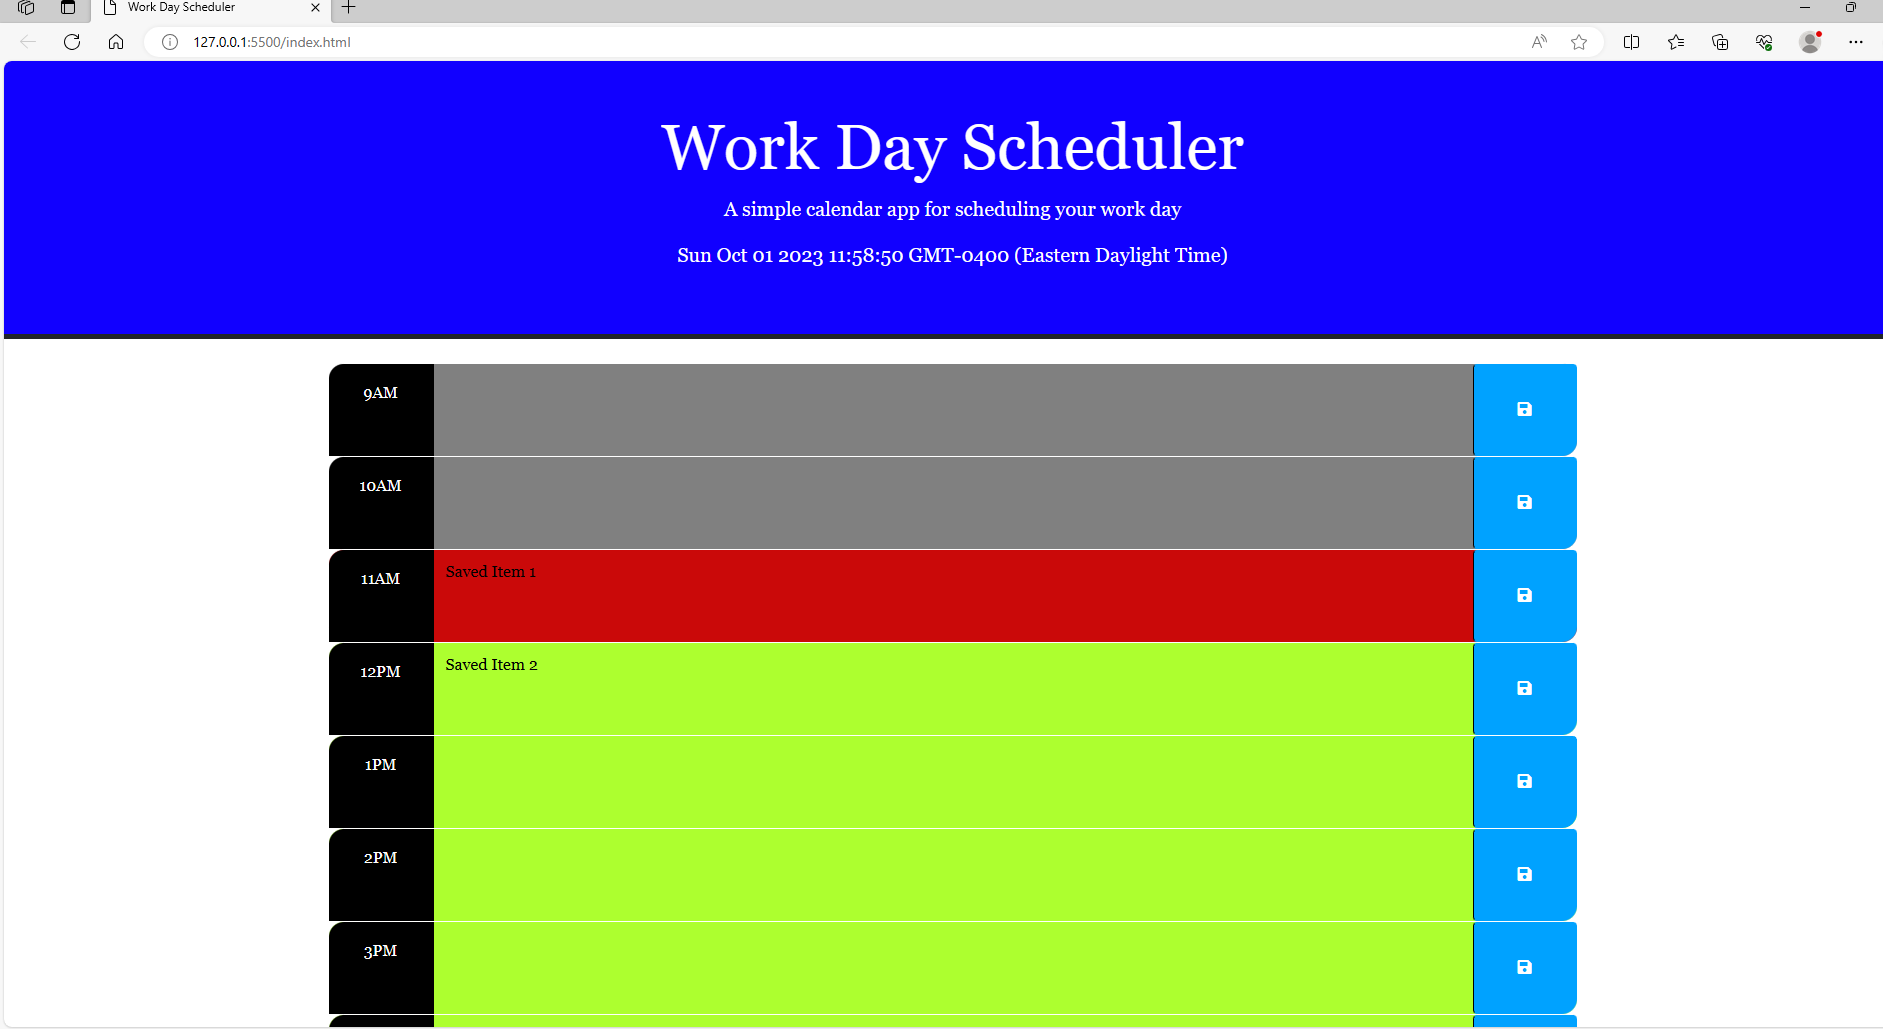 Work Day Scheduler
127.0.0.1:5500/index.html
Work Day Scheduler
A simple calendar app for scheduling your work day
Sun Oct 01 2023 11:58:50 GMT-0400 (Eastern Daylight Time)
9AM
10AM
11AM Saved Item 1
12PM Saved Item 2
1PM
2PM
3PM